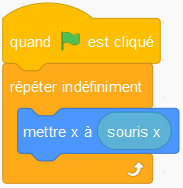 quand est cliqué
répéter indéfiniment
mettre x à souris x